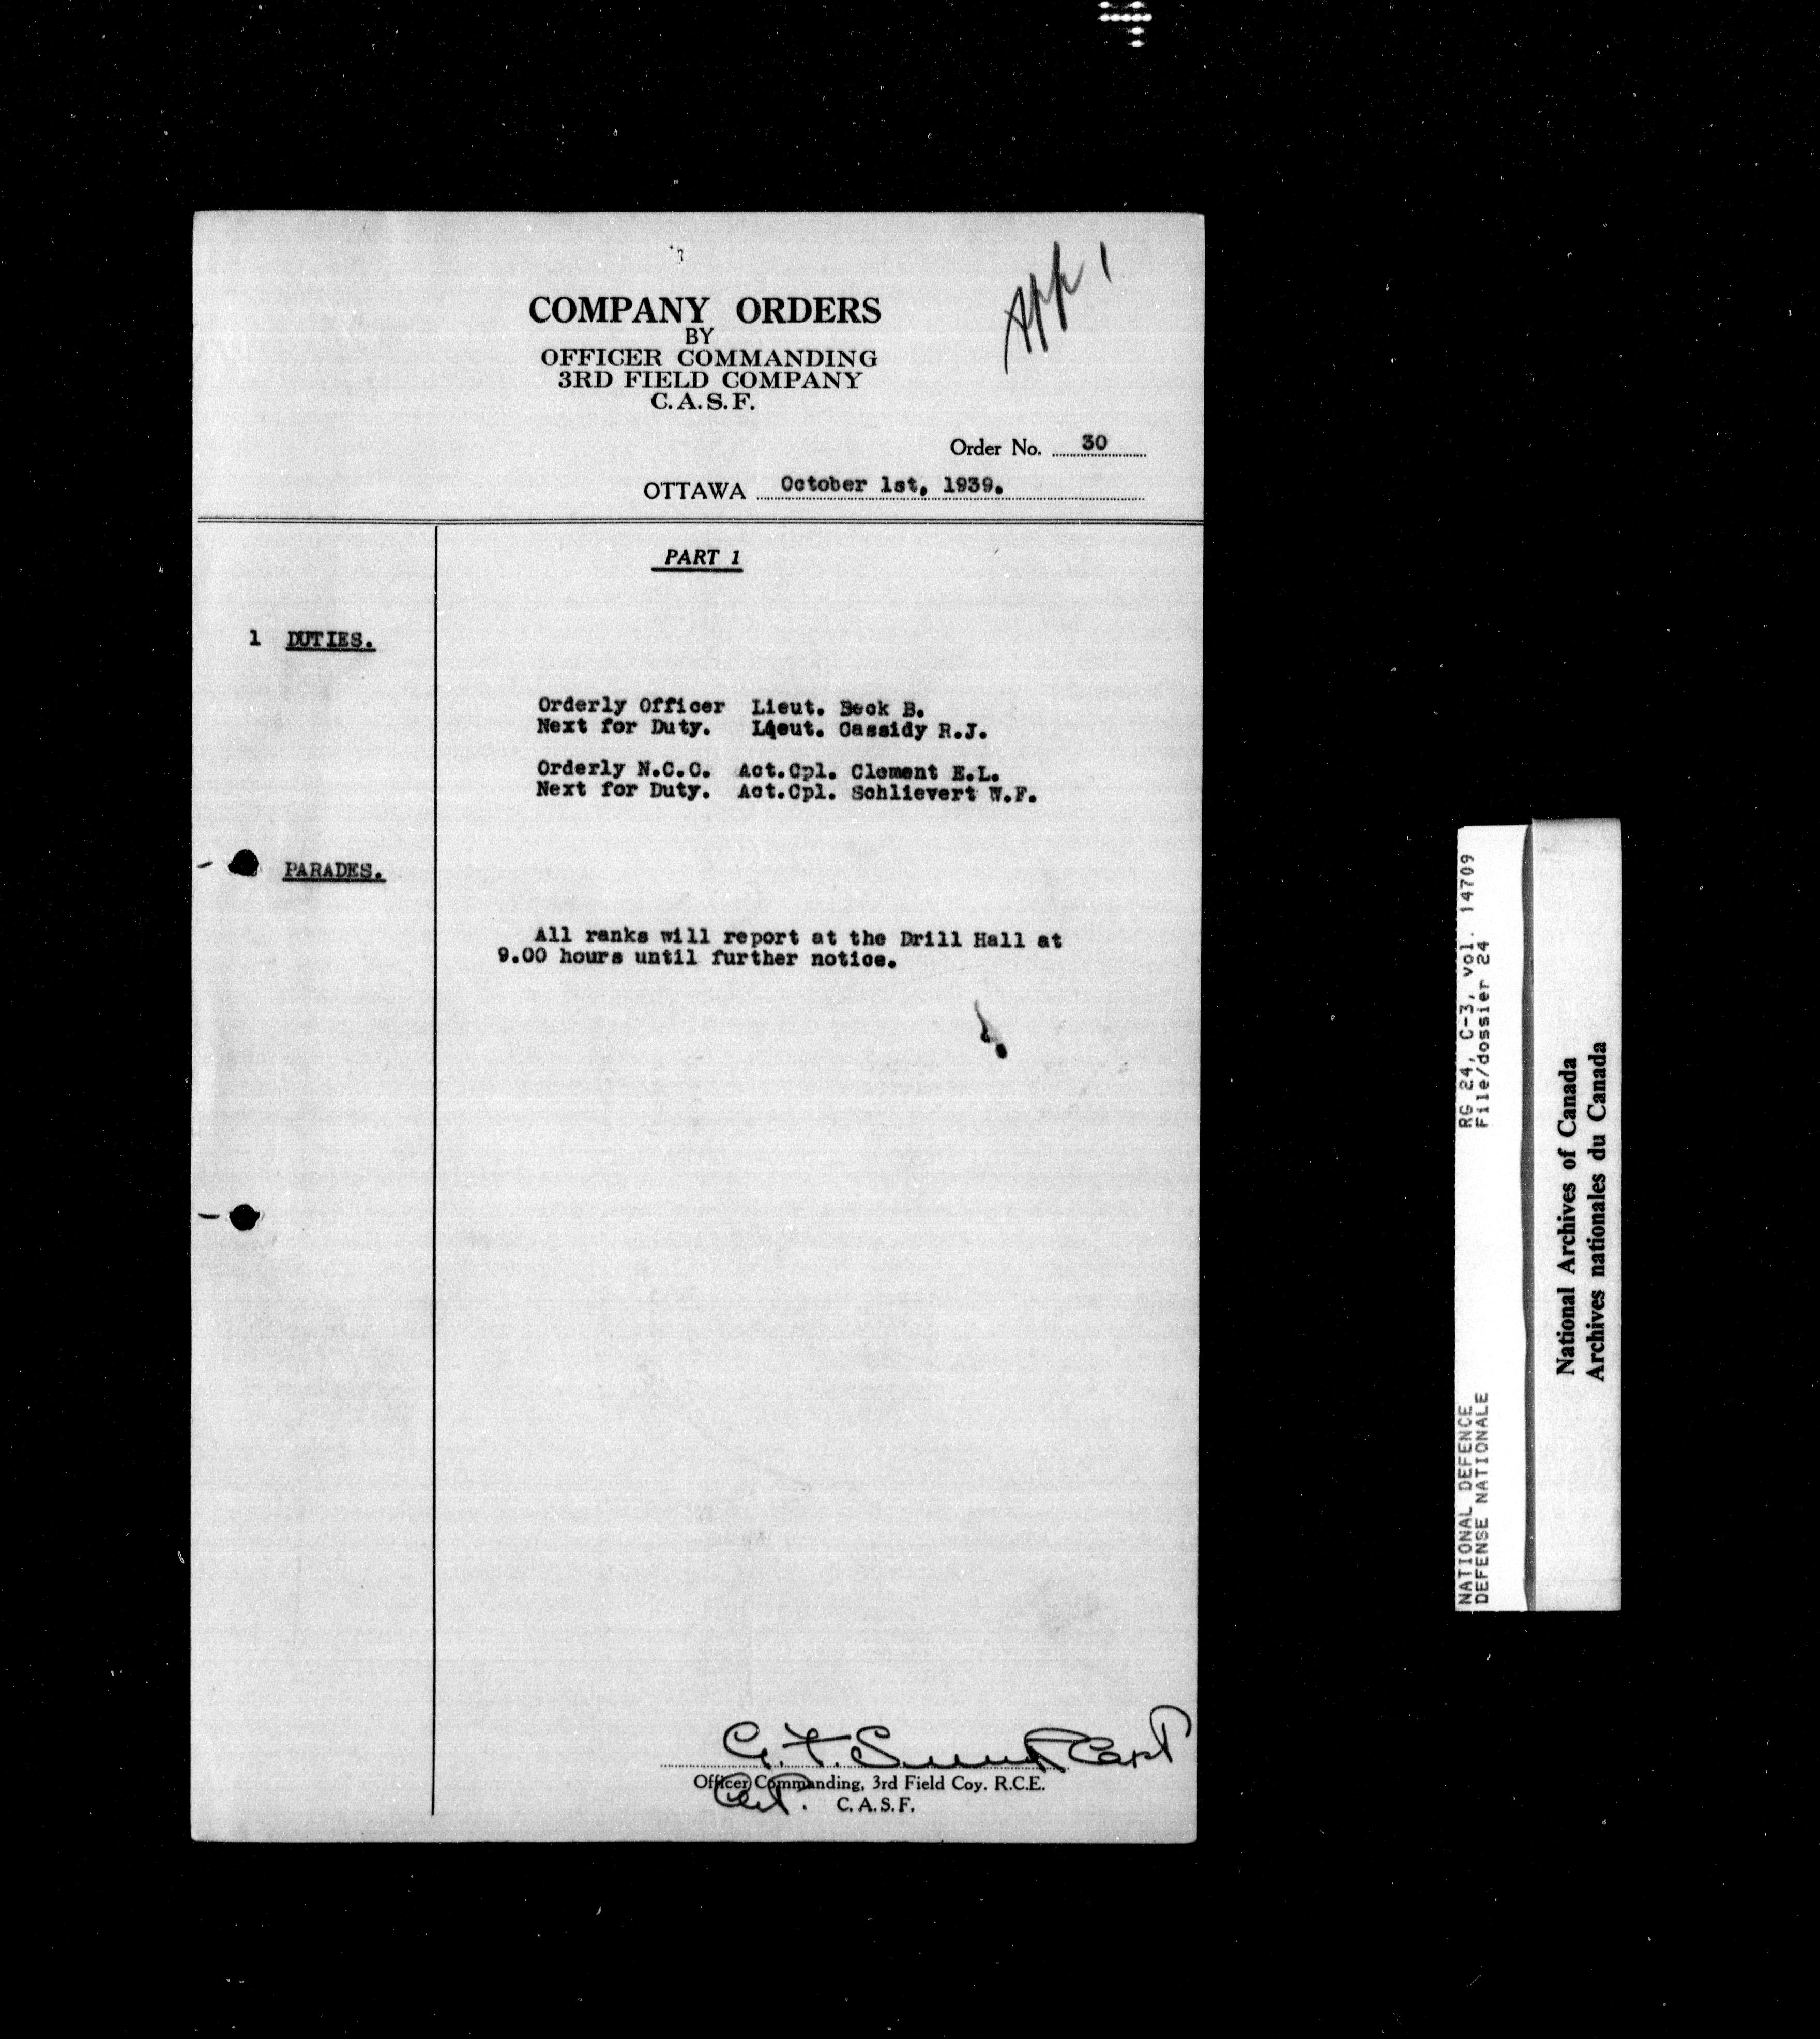 App 1
COMPANY ORDERS
BY
OFFICER COMMANDING
3RD FIELD COMPANY
C.A.S.F.
Order No. 30
OTTAWA October 1st, 1939.
PART 1
1 DUTIES.
Orderly Officer Lieut. Beck B.
Next for Duty. Lieut. Cassidy R.J.
Orderly N.C.C. Act.Cpl. Clement E.L.
Next for Duty. Act.Cpl. Schlievert W.F.
PARADES.
All ranks will report at the Drill Hall at
9.00 hours until further notice.
Capt
Officer Commanding, 3rd Field Coy. R.C.E.
C.A.S.F.
NATIONAL DEFENCE RG 24, C-3, vol. 14709
DEFENSE NATIONALE File/dossier 24
National Archives of Canada
Archives nationales du Canada